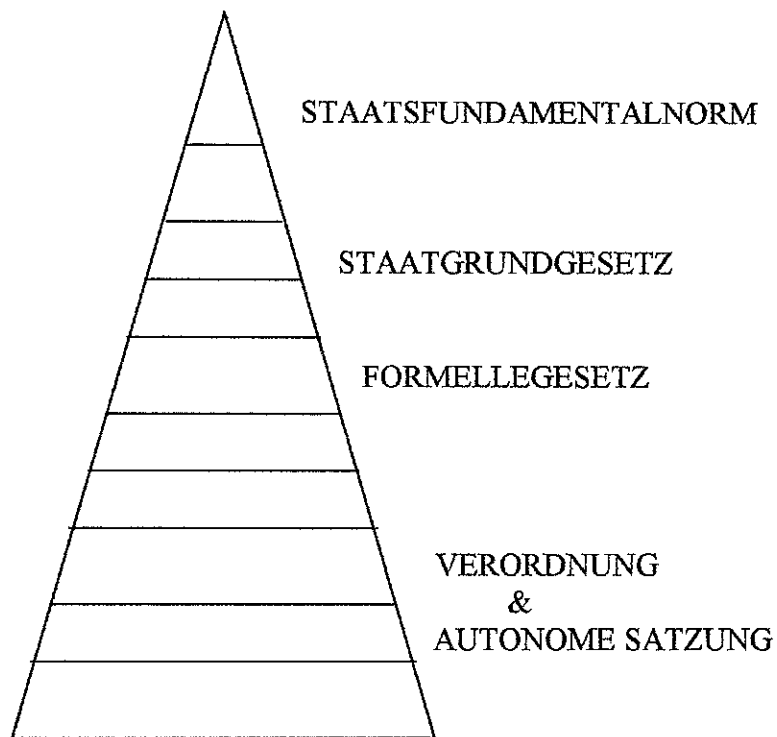 STAATSFUNDAMENTALNORM
STAATGRUNDGESETZ
FORMELLEGESETZ
VERORDNUNG
&
AUTONOME SATZUNG